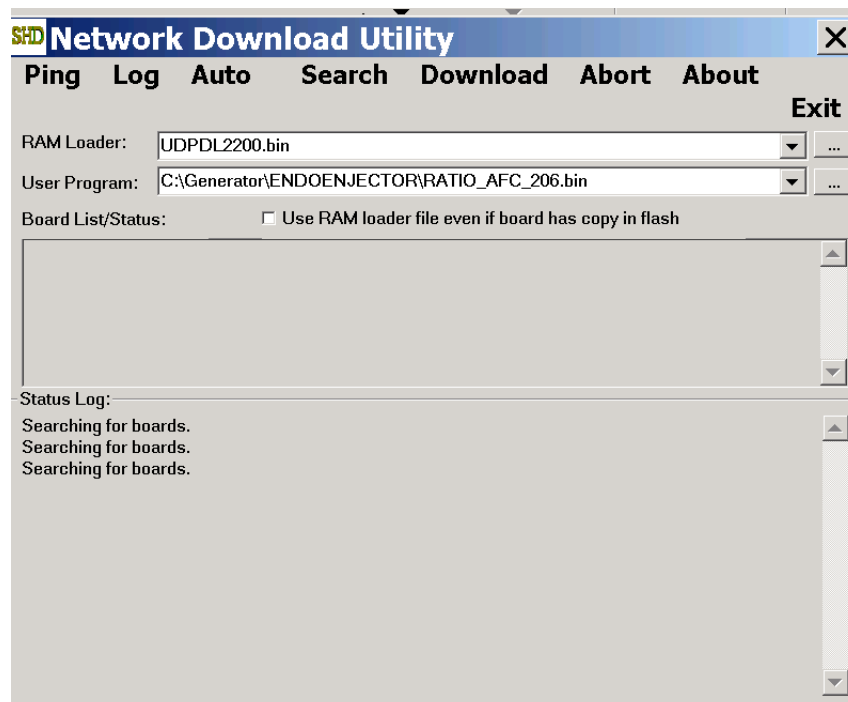 SHD Network Download Utility
Ping Log Auto Search Download Abort About
Exit
RAM Loader: UDPDL2200.bin ...
User Program: C:\Generator\ENDOENJECTOR\RATIO_AFC_206.bin ...
Board List/Status: Use RAM loader file even if board has copy in flash
Status Log:
Searching for boards.
Searching for boards.
Searching for boards.